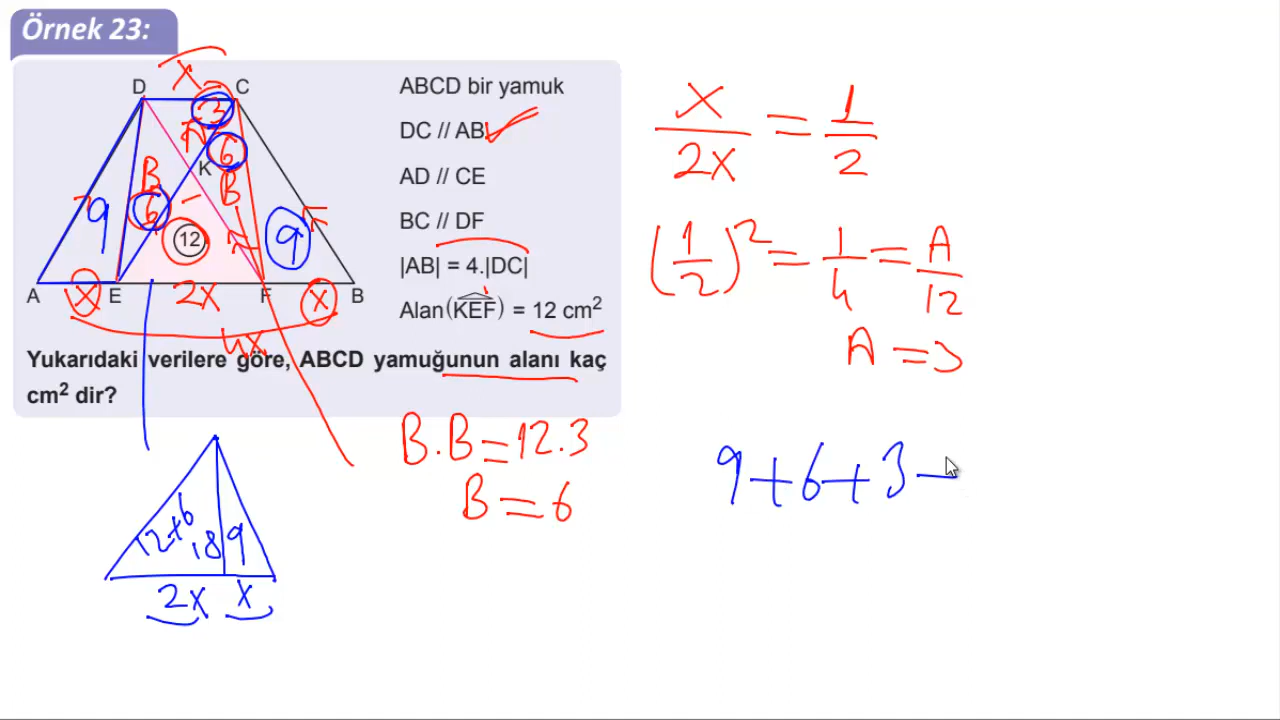 Örnek 23:
x
D C
3
A
6
K
B B
6
9 12 9
A E F B
x 2x x
4x
ABCD bir yamuk
DC // AB
AD // CE
BC // DF
|AB| = 4.|DC|
Alan(KEF) = 12 cm²
Yukarıdaki verilere göre, ABCD yamuğunun alanı kaç
cm² dir?
x/2x = 1/2
(1/2)² = 1/4 = A/12
A = 3
B.B = 12.3
B = 6
12+6
18 9
2x x
9+6+3